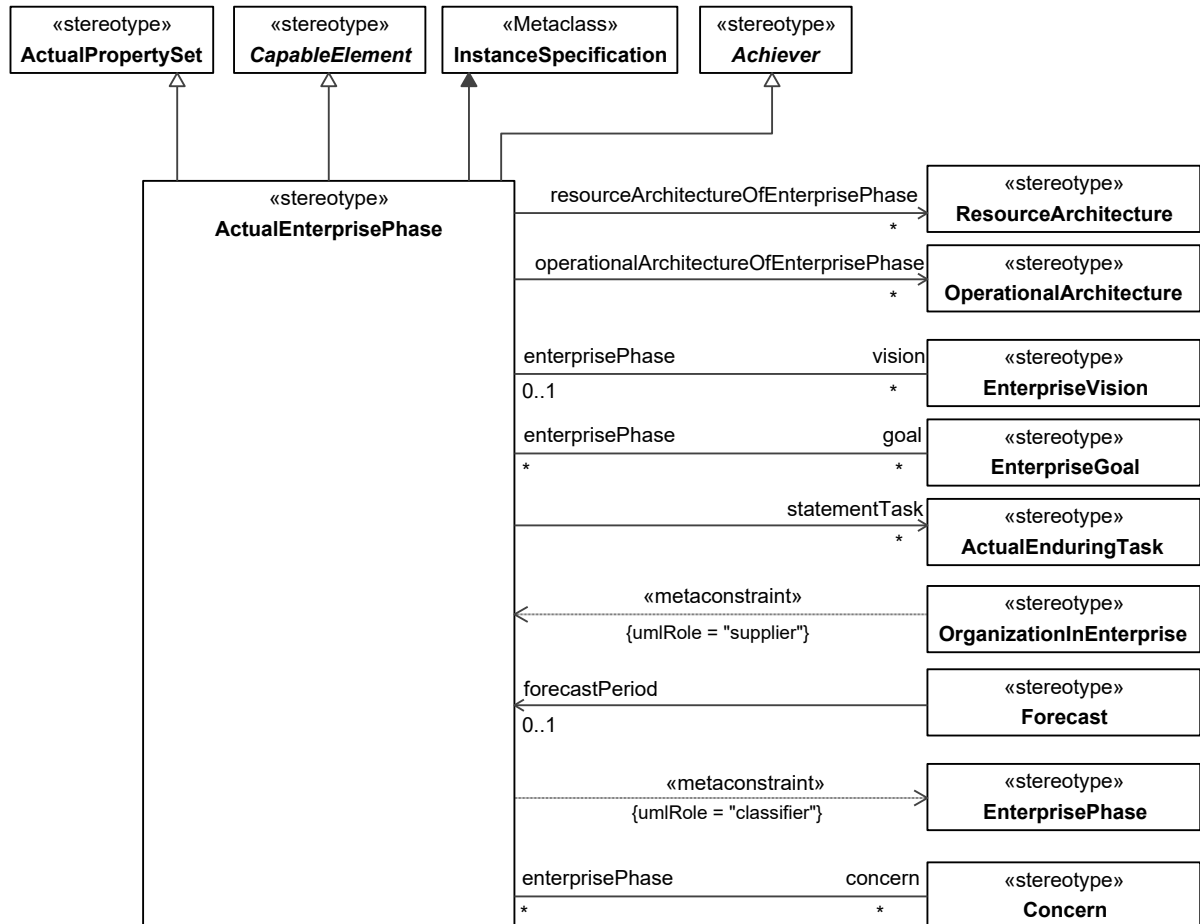 «stereotype»
ActualPropertySet
«stereotype»
CapableElement
«Metaclass»
InstanceSpecification
«stereotype»
Achiever
«stereotype»
ActualEnterprisePhase
resourceArchitectureOfEnterprisePhase
*
«stereotype»
ResourceArchitecture
operationalArchitectureOfEnterprisePhase
*
«stereotype»
OperationalArchitecture
enterprisePhase
0..1
vision
*
«stereotype»
EnterpriseVision
enterprisePhase
*
goal
*
«stereotype»
EnterpriseGoal
statementTask
*
«stereotype»
ActualEnduringTask
«metaconstraint»
{umlRole = "supplier"}
«stereotype»
OrganizationInEnterprise
forecastPeriod
0..1
«stereotype»
Forecast
«metaconstraint»
{umlRole = "classifier"}
«stereotype»
EnterprisePhase
enterprisePhase
*
concern
*
«stereotype»
Concern